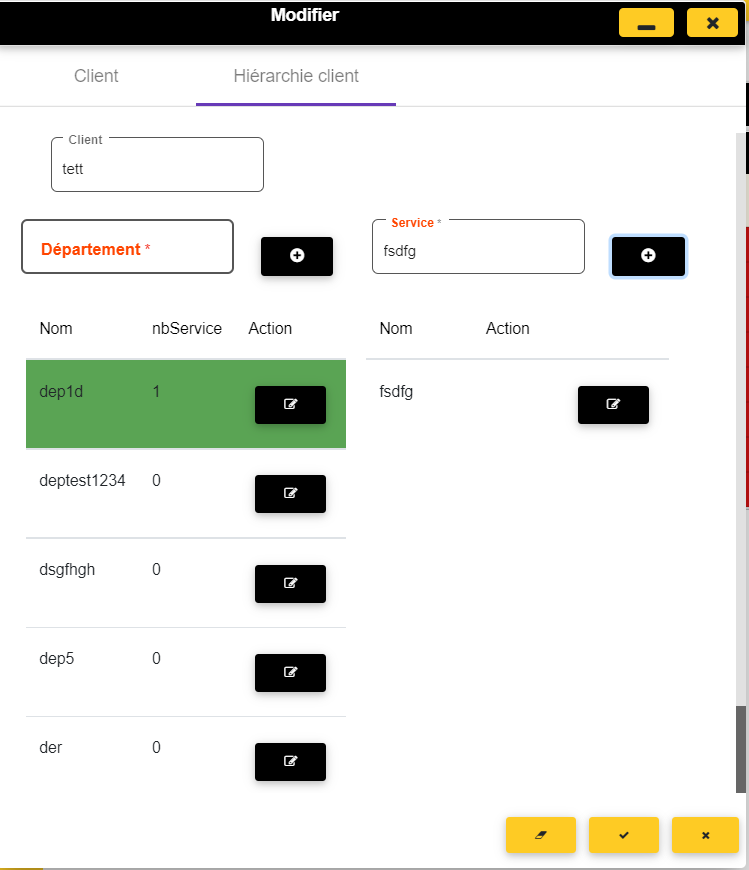 Modifier
Client Hiérarchie client
Client
tett
Département * Service *
fsdfg
Nom nbService Action Nom Action
dep1d 1 fsdfg
deptest1234 0
dsgfhgh 0
dep5 0
der 0